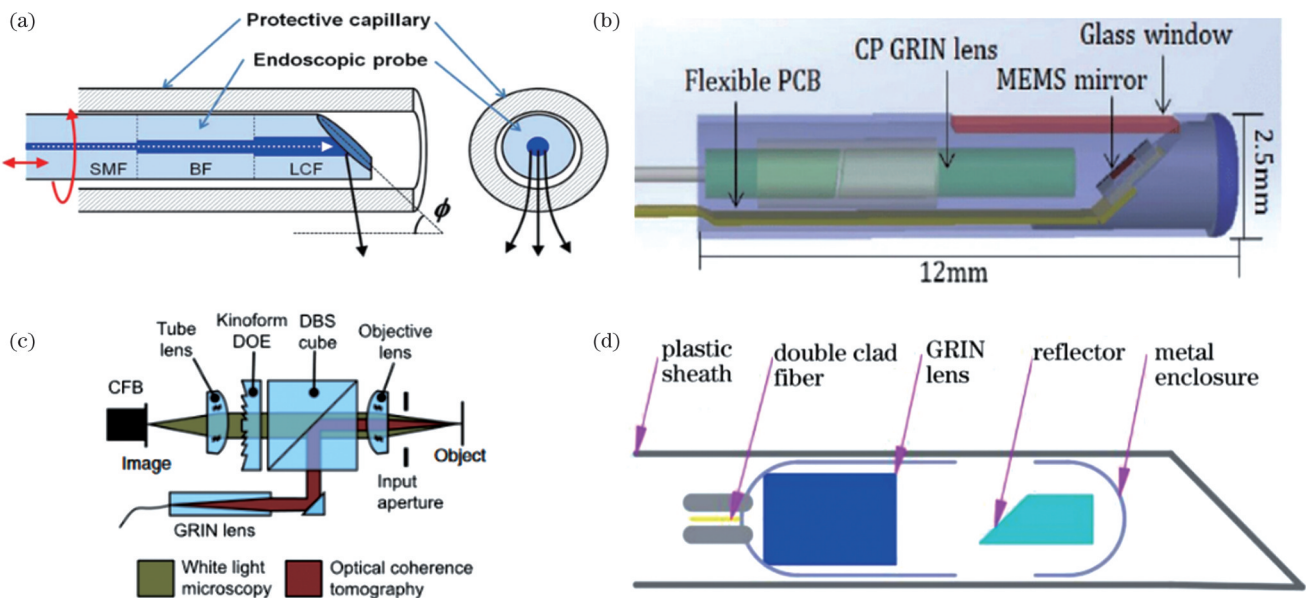 (a)
Protective capillary
Endoscopic probe
SMF
BF
LCF
ϕ
(b)
Glass window
CP GRIN lens
MEMS mirror
Flexible PCB
2.5mm
12mm
(c)
Tube
lens
Kinoform
DOE
DBS
cube
Objective
lens
CFB
Image
Object
Input
aperture
GRIN lens
White light
microscopy
Optical coherence
tomography
(d)
plastic
sheath
double clad
fiber
GRIN
lens
reflector
metal
enclosure